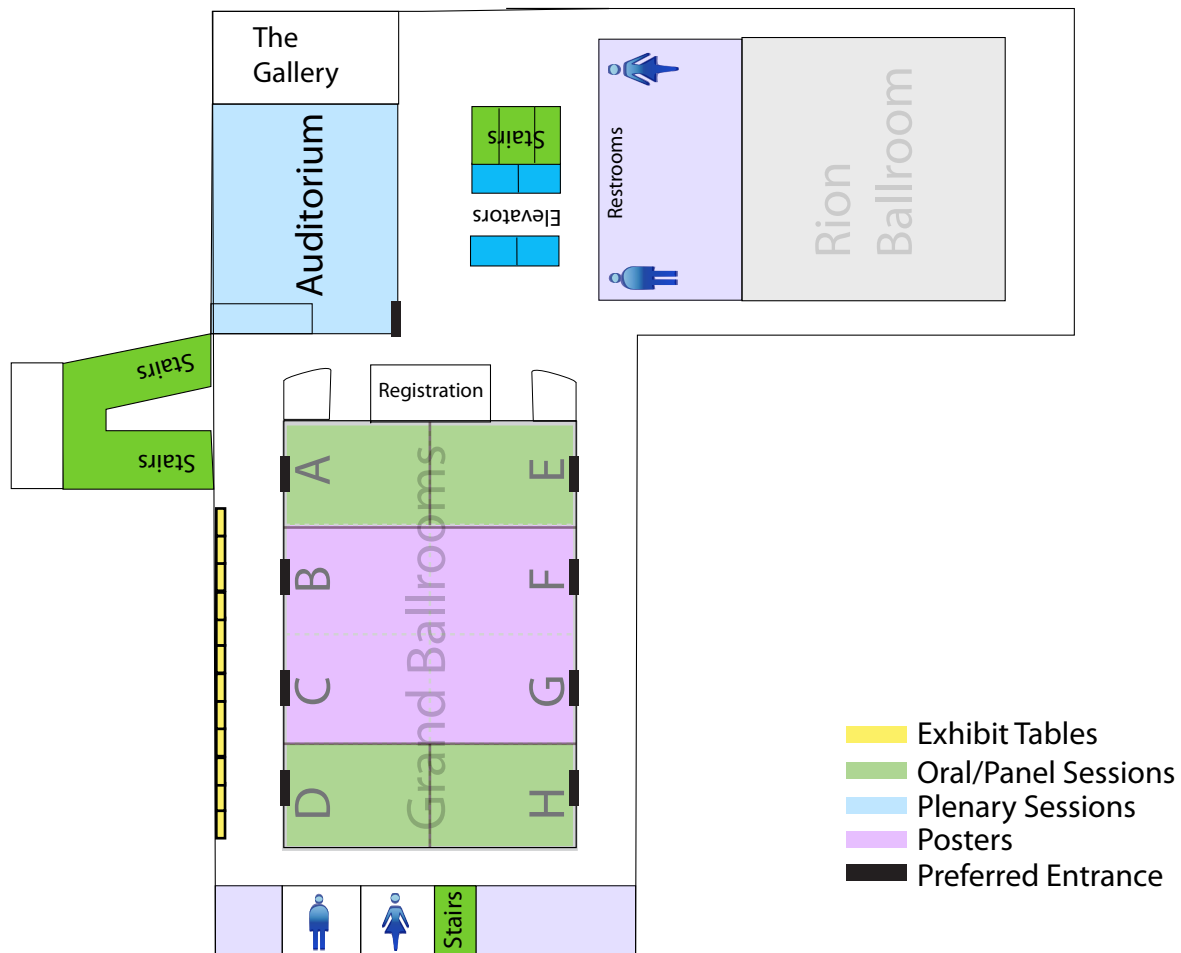 The
Gallery
Auditorium
Stairs
Elevators
Restrooms
Rion
Ballroom
Stairs
Stairs
Registration
A
E
B
F
Grand Ballrooms
C
G
D
H
Stairs
Exhibit Tables
Oral/Panel Sessions
Plenary Sessions
Posters
Preferred Entrance